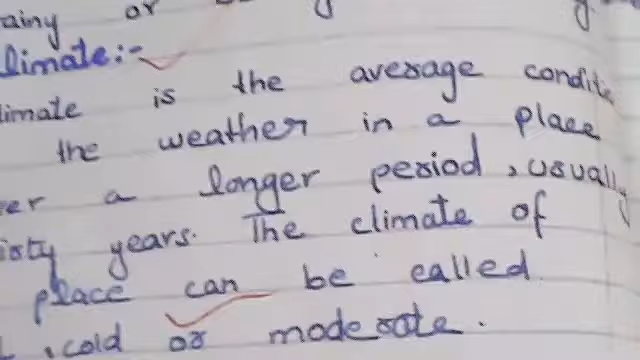 ainy or
limate:-
limate is the average condit
the weather in a place
er a longer period, usually
irty years. The climate of
place can be called
, cold or moderate.